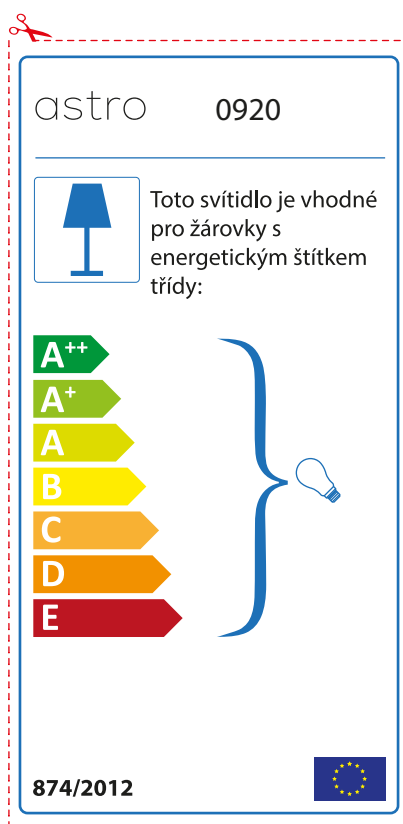 astro 0920
Toto svítidlo je vhodné
pro žárovky s
energetickým štítkem
třídy:
A++
A+
A
B
C
D
E
874/2012